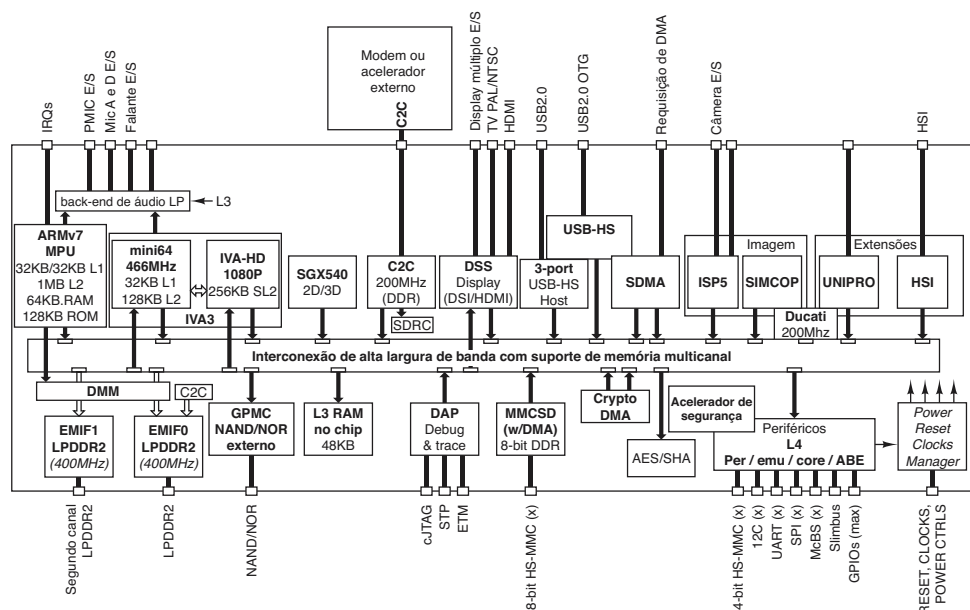 Modem ou
acelerador
externo
C2C
IRQs
PMIC E/S
Mic A e D E/S
Falante E/S
Display múltiplo E/S
TV PAL/NTSC
HDMI
USB2.0
USB2.0 OTG
Requisição de DMA
Câmera E/S
HSI
back-end de áudio LP
L3
ARMv7
MPU
32KB/32KB L1
1MB L2
64KB.RAM
128KB ROM
mini64
466MHz
32KB L1
128KB L2
IVA-HD
1080P
256KB SL2
IVA3
SGX540
2D/3D
C2C
200MHz
(DDR)
SDRC
DSS
Display
(DSI/HDMI)
3-port
USB-HS
Host
USB-HS
SDMA
Imagem
ISP5
SIMCOP
Ducati
200Mhz
Extensões
UNIPRO
HSI
Interconexão de alta largura de banda com suporte de memória multicanal
DMM
C2C
EMIF1
LPDDR2
(400MHz)
EMIF0
LPDDR2
(400MHz)
GPMC
NAND/NOR
externo
L3 RAM
no chip
48KB
DAP
Debug
& trace
MMCSD
(w/DMA)
8-bit DDR
Crypto
DMA
AES/SHA
Acelerador de
segurança
Periféricos
L4
Per / emu / core / ABE
Power
Reset
Clocks
Manager
Segundo canal
LPDDR2
LPDDR2
NAND/NOR
cJTAG
STP
ETM
8-bit HS-MMC (x)
4-bit HS-MMC (x)
12C (x)
UART (x)
SPI (x)
McBS (x)
Slimbus
GPIOs (max)
RESET, CLOCKS,
POWER CTRLS